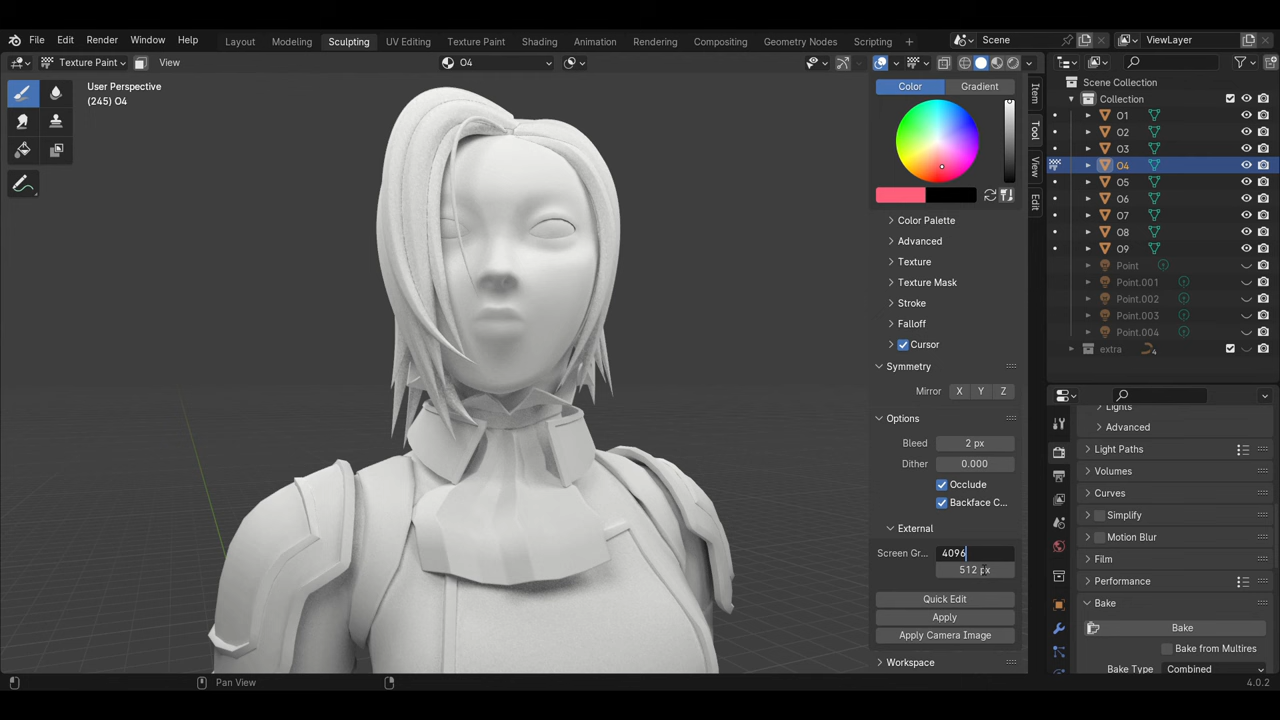 File Edit Render Window Help
Layout Modeling Sculpting UV Editing Texture Paint Shading Animation Rendering Compositing Geometry Nodes Scripting +
Scene
ViewLayer
Texture Paint View
O4
User Perspective
(245) O4
Color Gradient
Color Palette
Advanced
Texture
Texture Mask
Stroke
Falloff
Cursor
Symmetry
Mirror X Y Z
Options
Bleed 2 px
Dither 0.000
Occlude
Backface C...
External
Screen Gr... 4096
512 px
Quick Edit
Apply
Apply Camera Image
Workspace
Item
Tool
View
Edit
Scene Collection
Collection
O1
O2
O3
O4
O5
O6
O7
O8
O9
Point
Point.001
Point.002
Point.003
Point.004
extra 4
Lights
Advanced
Light Paths
Volumes
Curves
Simplify
Motion Blur
Film
Performance
Bake
Bake
Bake from Multires
Bake Type Combined
Pan View
4.0.2